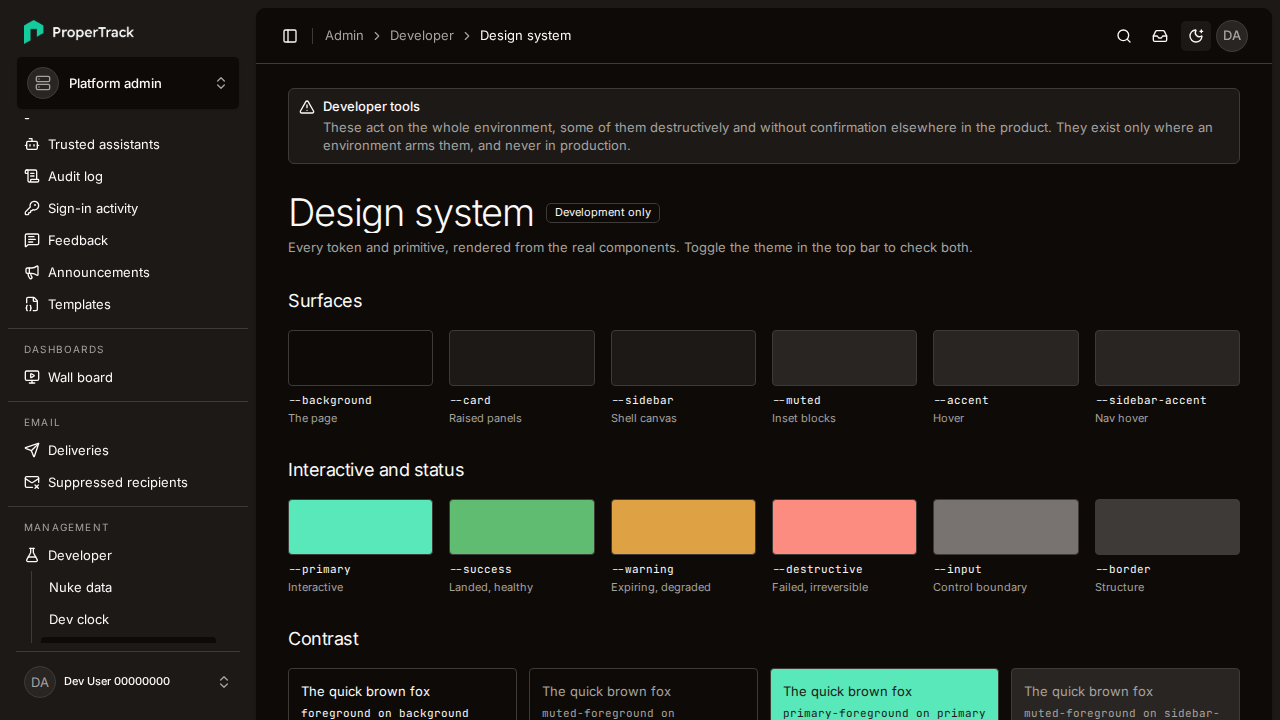 ProperTrack
Platform admin
Trusted assistants
Audit log
Sign-in activity
Feedback
Announcements
Templates
DASHBOARDS
Wall board
EMAIL
Deliveries
Suppressed recipients
MANAGEMENT
Developer
Nuke data
Dev clock
DA
Dev User 00000000
Admin
Developer
Design system
DA
Developer tools
These act on the whole environment, some of them destructively and without confirmation elsewhere in the product. They exist only where an
environment arms them, and never in production.
Design system
Development only
Every token and primitive, rendered from the real components. Toggle the theme in the top bar to check both.
Surfaces
--background
The page
--card
Raised panels
--sidebar
Shell canvas
--muted
Inset blocks
--accent
Hover
--sidebar-accent
Nav hover
Interactive and status
--primary
Interactive
--success
Landed, healthy
--warning
Expiring, degraded
--destructive
Failed, irreversible
--input
Control boundary
--border
Structure
Contrast
The quick brown fox
foreground on background
The quick brown fox
muted-foreground on
The quick brown fox
primary-foreground on primary
The quick brown fox
muted-foreground on sidebar-